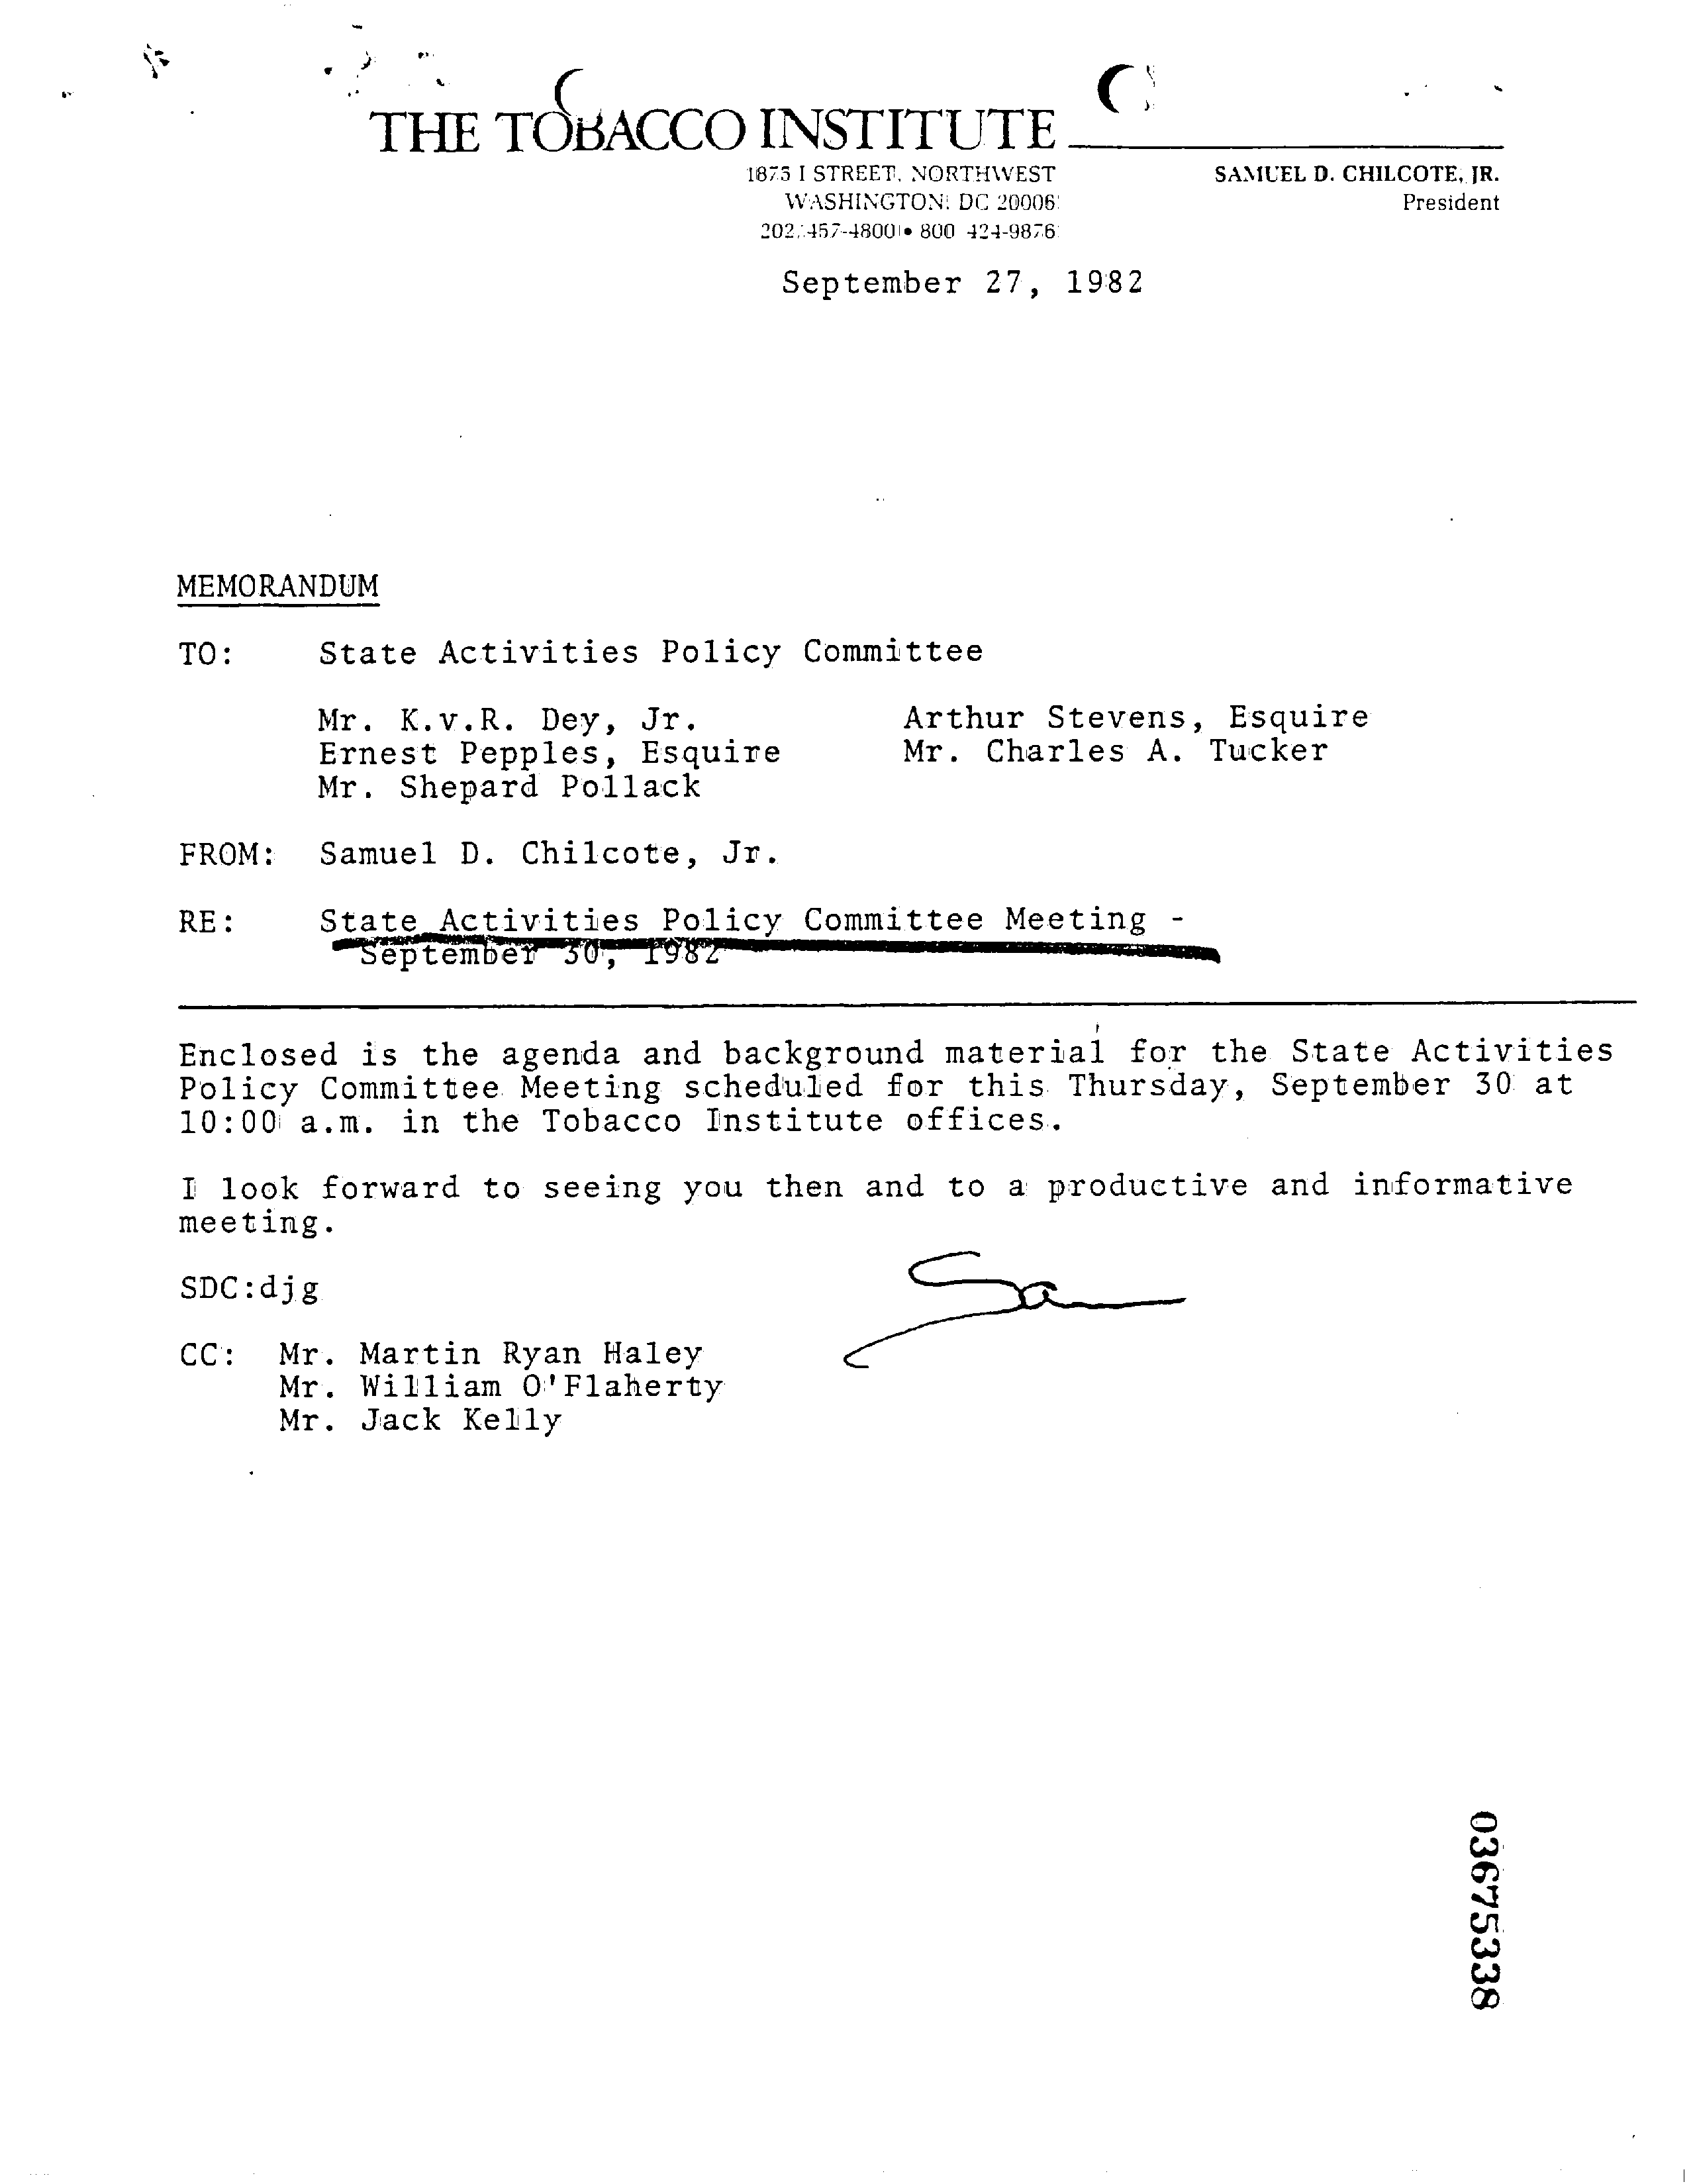 THE TOBACCO INSTITUTE
1875 I STREET, NORTHWEST
WASHINGTON, DC 20006
202/457-4800 • 800 424-9876
SAMUEL D. CHILCOTE, JR.
President
September 27, 1982
MEMORANDUM
TO: State Activities Policy Committee
Mr. K.v.R. Dey, Jr. Arthur Stevens, Esquire
Ernest Pepples, Esquire Mr. Charles A. Tucker
Mr. Shepard Pollack
FROM: Samuel D. Chilcote, Jr.
RE: State Activities Policy Committee Meeting -
September 30, 1982
Enclosed is the agenda and background material for the State Activities
Policy Committee Meeting scheduled for this Thursday, September 30 at
10:00 a.m. in the Tobacco Institute offices.
I look forward to seeing you then and to a productive and informative
meeting.
Sam
SDC:djg
CC: Mr. Martin Ryan Haley
Mr. William O'Flaherty
Mr. Jack Kelly
03675338